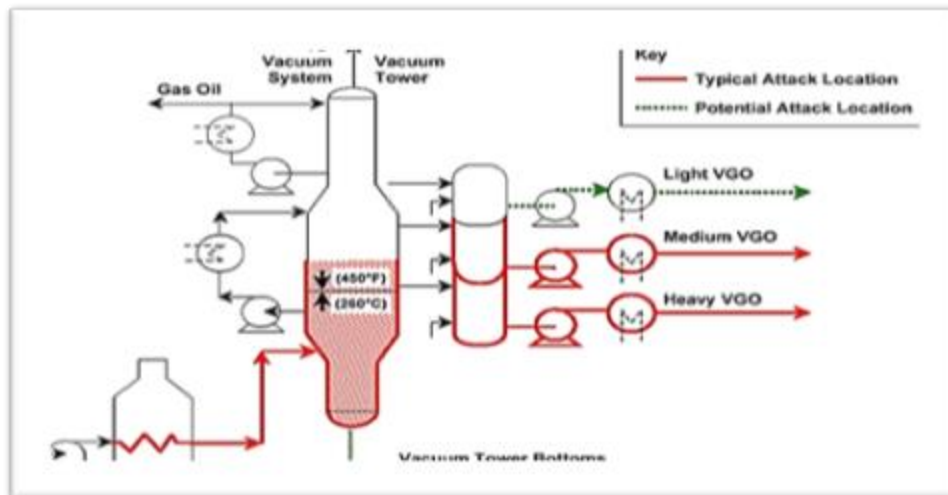 Vacuum
System
Vacuum
Tower
Key
Typical Attack Location
Potential Attack Location
Gas Oil
Light VGO
Medium VGO
(450°F)
(260°C)
Heavy VGO
Vacuum Tower Bottoms